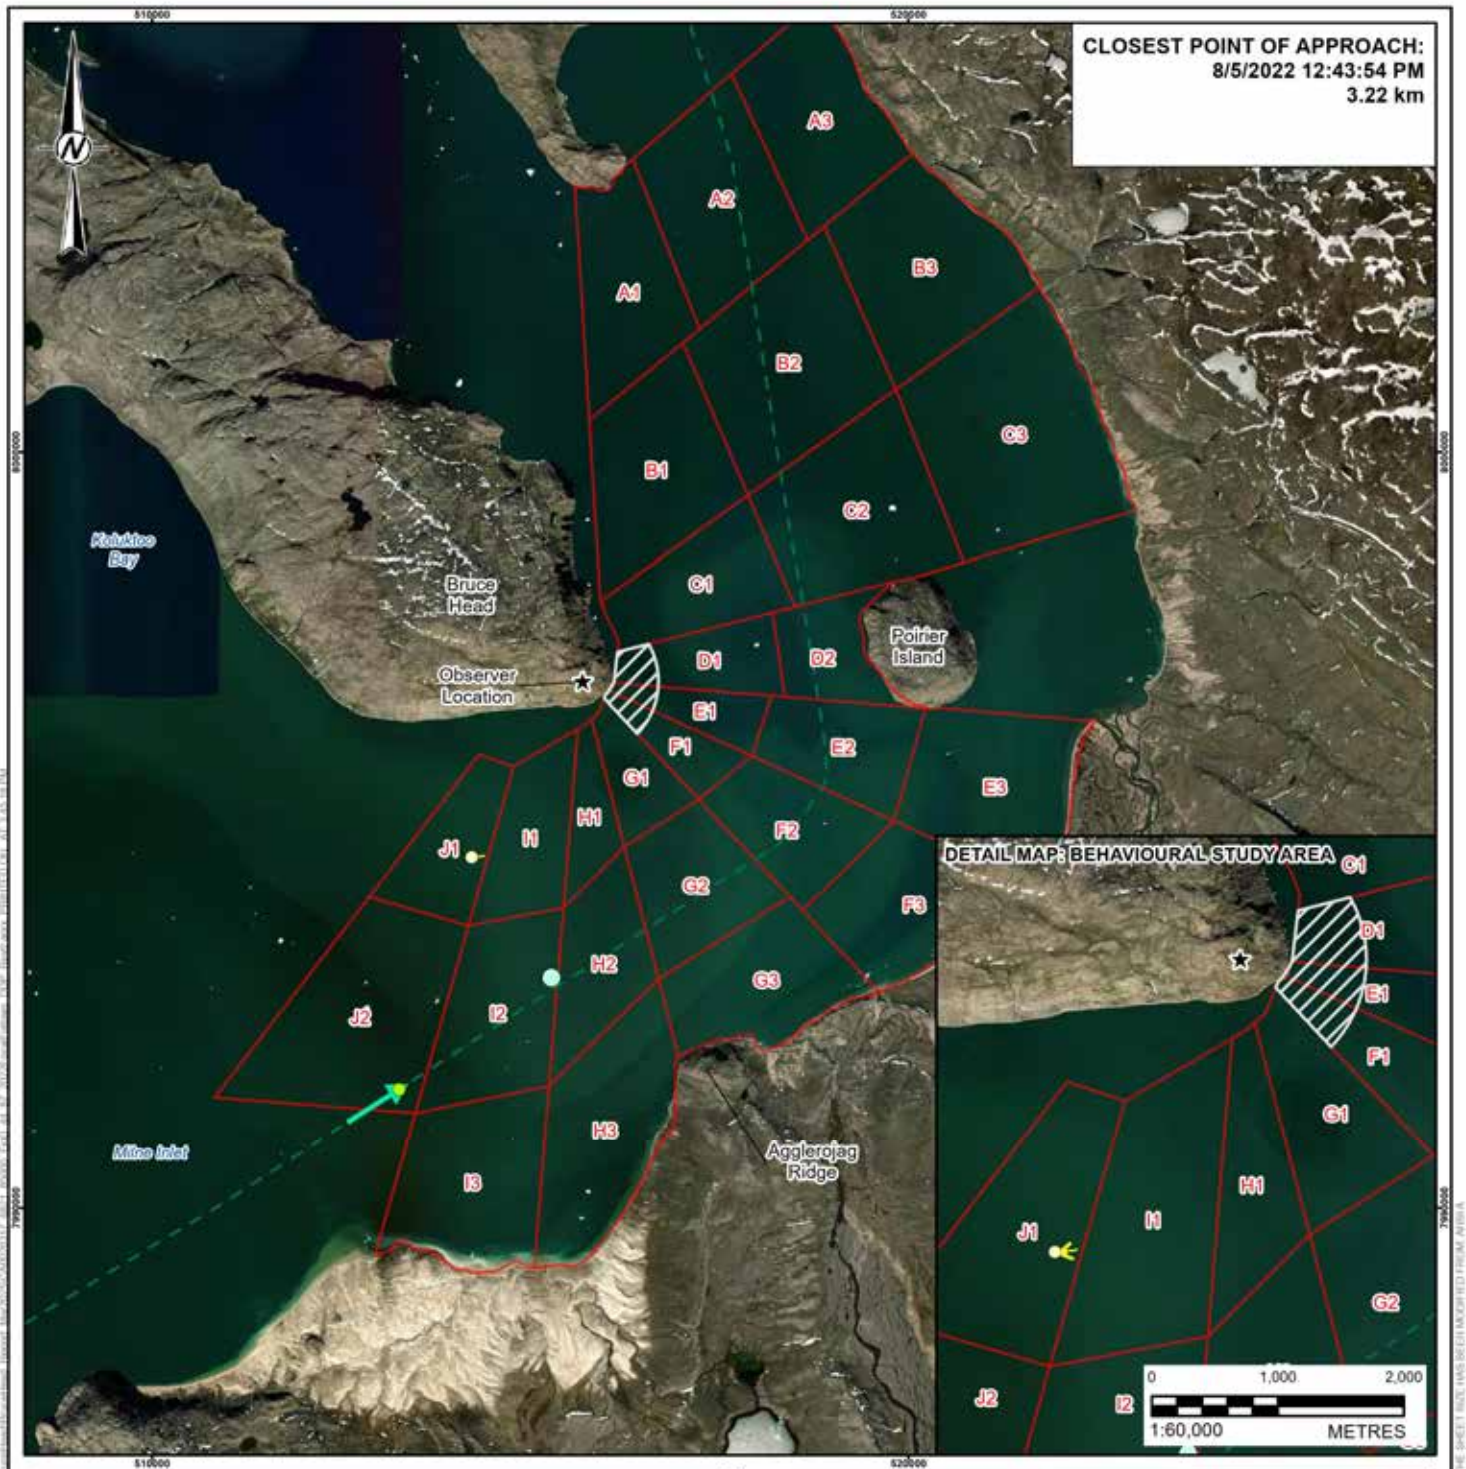 510000
520000
CLOSEST POINT OF APPROACH:
8/5/2022 12:43:54 PM
3.22 km
N
A3
A2
A1
B3
B2
B1
C3
C2
C1
8000000
8000000
Koluktoo
Bay
Bruce
Head
Observer
Location
Poirier
Island
D1
D2
E1
E2
E3
F1
F2
F3
G1
G2
G3
H1
H2
H3
I1
I2
I3
J1
J2
Milne Inlet
Agglerojaq
Ridge
7990000
7990000
DETAIL MAP: BEHAVIOURAL STUDY AREA
C1
D1
E1
F1
G1
G2
H1
I1
I2
J1
J2
0 1,000 2,000
1:60,000 METRES
510000
520000